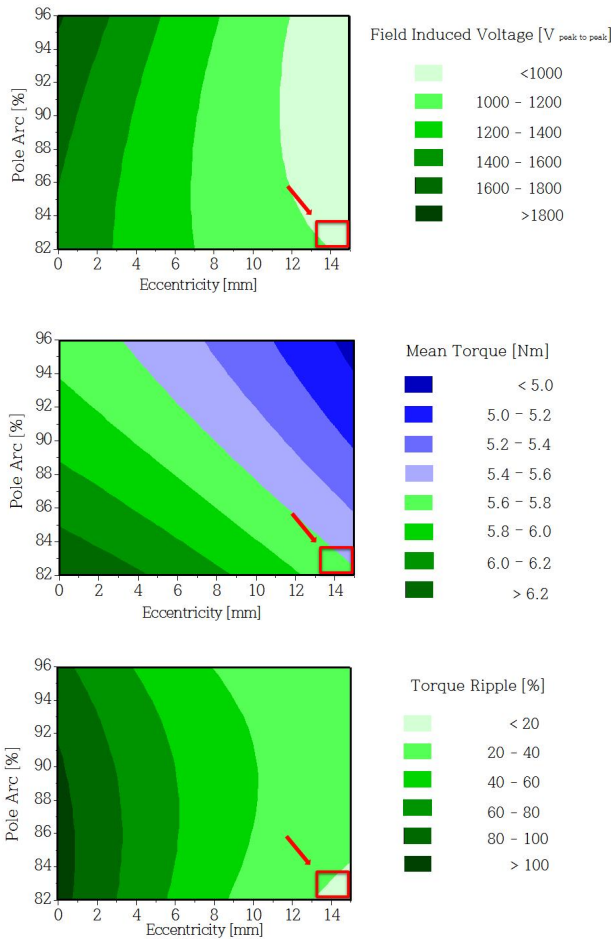 Field Induced Voltage [V peak to peak]
96
94
92
90
86
84
82
Pole Arc [%]
0 2 4 6 8 10 12 14
Eccentricity [mm]
<1000
1000 - 1200
1200 - 1400
1400 - 1600
1600 - 1800
>1800
Mean Torque [Nm]
96
94
90
88
86
84
82
Pole Arc [%]
0 2 4 6 8 10 12 14
Eccentricity [mm]
< 5.0
5.0 - 5.2
5.2 - 5.4
5.4 - 5.6
5.6 - 5.8
5.8 - 6.0
6.0 - 6.2
> 6.2
Torque Ripple [%]
96
94
92
90
88
86
84
82
Pole Arc [%]
0 2 4 6 8 10 12 14
Eccentricity [mm]
< 20
20 - 40
40 - 60
60 - 80
80 - 100
> 100